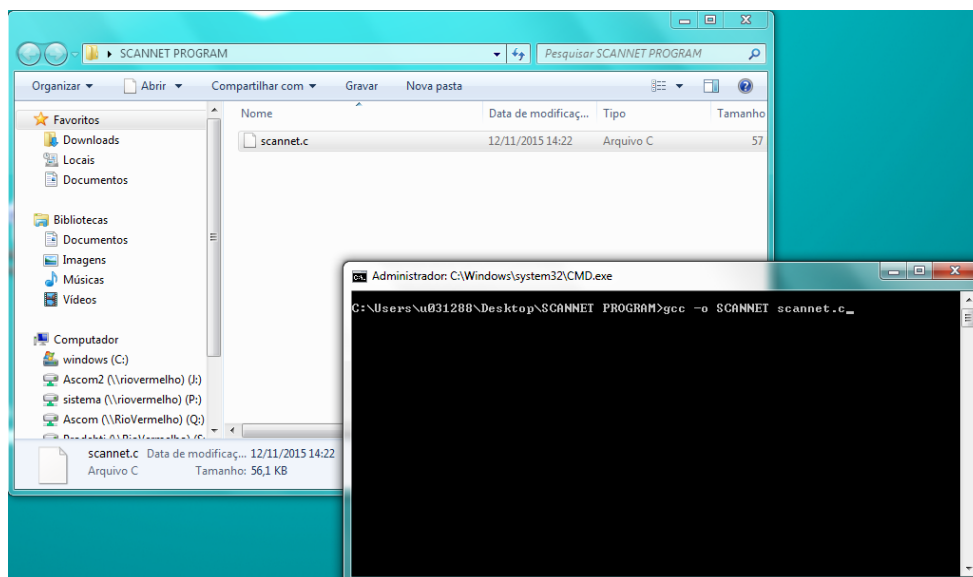 SCANNET PROGRAM
Pesquisar SCANNET PROGRAM
Organizar Abrir Compartilhar com Gravar Nova pasta
Nome Data de modificaç... Tipo Tamanho
Favoritos
Downloads
Locais
Documentos
scannet.c 12/11/2015 14:22 Arquivo C 57
Bibliotecas
Documentos
Imagens
Músicas
Vídeos
Computador
windows (C:)
Ascom2 (\\riovermelho) (J:)
sistema (\\riovermelho) (P:)
Ascom (\\RioVermelho) (Q:)
scannet.c Data de modificaç... 12/11/2015 14:22
Arquivo C Tamanho: 56,1 KB
Administrador: C:\Windows\system32\CMD.exe
C:\Users\u031288\Desktop\SCANNET PROGRAM>gcc -o SCANNET scannet.c_